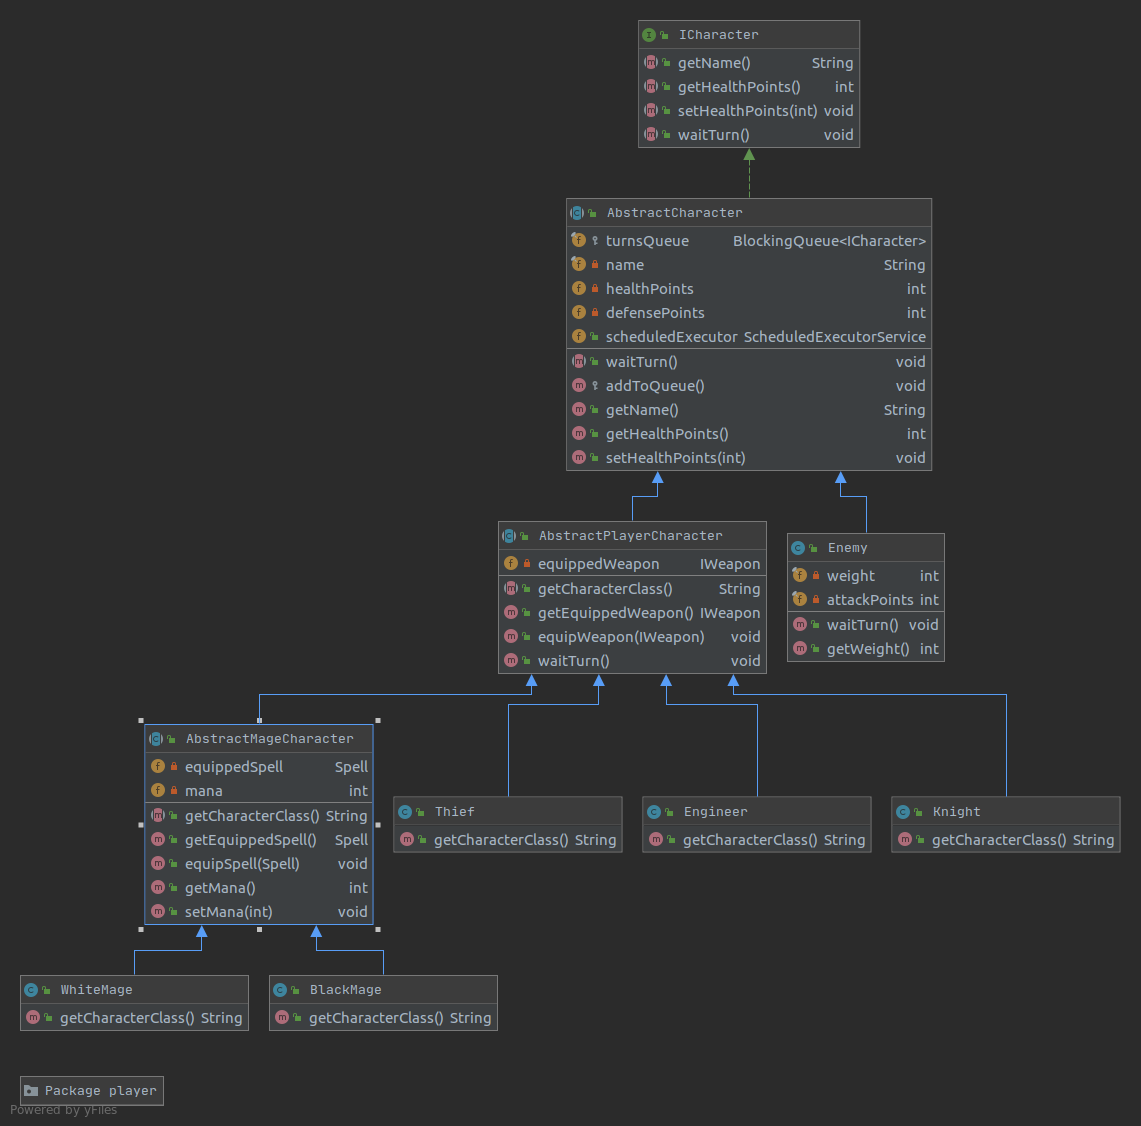 ICharacter
getName() String
getHealthPoints() int
setHealthPoints(int) void
waitTurn() void
AbstractCharacter
turnsQueue BlockingQueue<ICharacter>
name String
healthPoints int
defensePoints int
scheduledExecutor ScheduledExecutorService
waitTurn() void
addToQueue() void
getName() String
getHealthPoints() int
setHealthPoints(int) void
AbstractPlayerCharacter
equippedWeapon IWeapon
getCharacterClass() String
getEquippedWeapon() IWeapon
equipWeapon(IWeapon) void
waitTurn() void
Enemy
weight int
attackPoints int
waitTurn() void
getWeight() int
AbstractMageCharacter
equippedSpell Spell
mana int
getCharacterClass() String
getEquippedSpell() Spell
equipSpell(Spell) void
getMana() int
setMana(int) void
Thief
getCharacterClass() String
Engineer
getCharacterClass() String
Knight
getCharacterClass() String
WhiteMage
getCharacterClass() String
BlackMage
getCharacterClass() String
Package player
Powered by yFiles